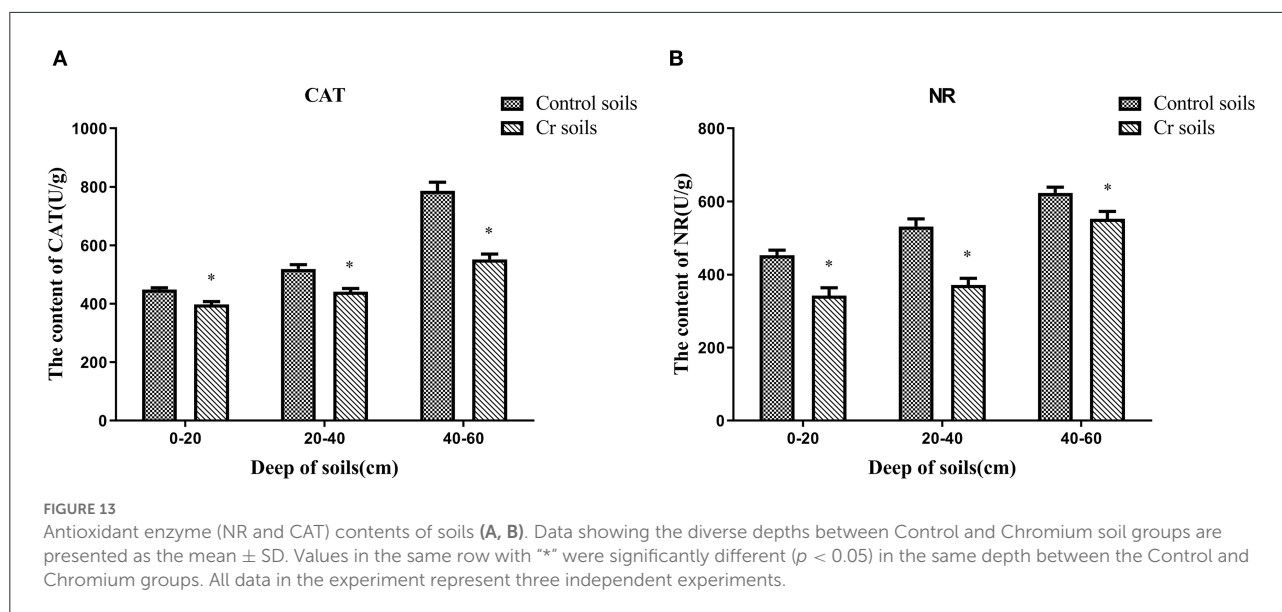 A
CAT
Control soils
Cr soils
The content of CAT(U/g)
1000
800
600
400
200
0
*
*
*
0-20
20-40
40-60
Deep of soils(cm)
B
NR
Control soils
Cr soils
The content of NR(U/g)
800
600
400
200
0
*
*
*
0-20
20-40
40-60
Deep of soils(cm)
FIGURE 13
Antioxidant enzyme (NR and CAT) contents of soils (A, B). Data showing the diverse depths between Control and Chromium soil groups are
presented as the mean ± SD. Values in the same row with “*” were significantly different (p < 0.05) in the same depth between the Control and
Chromium groups. All data in the experiment represent three independent experiments.